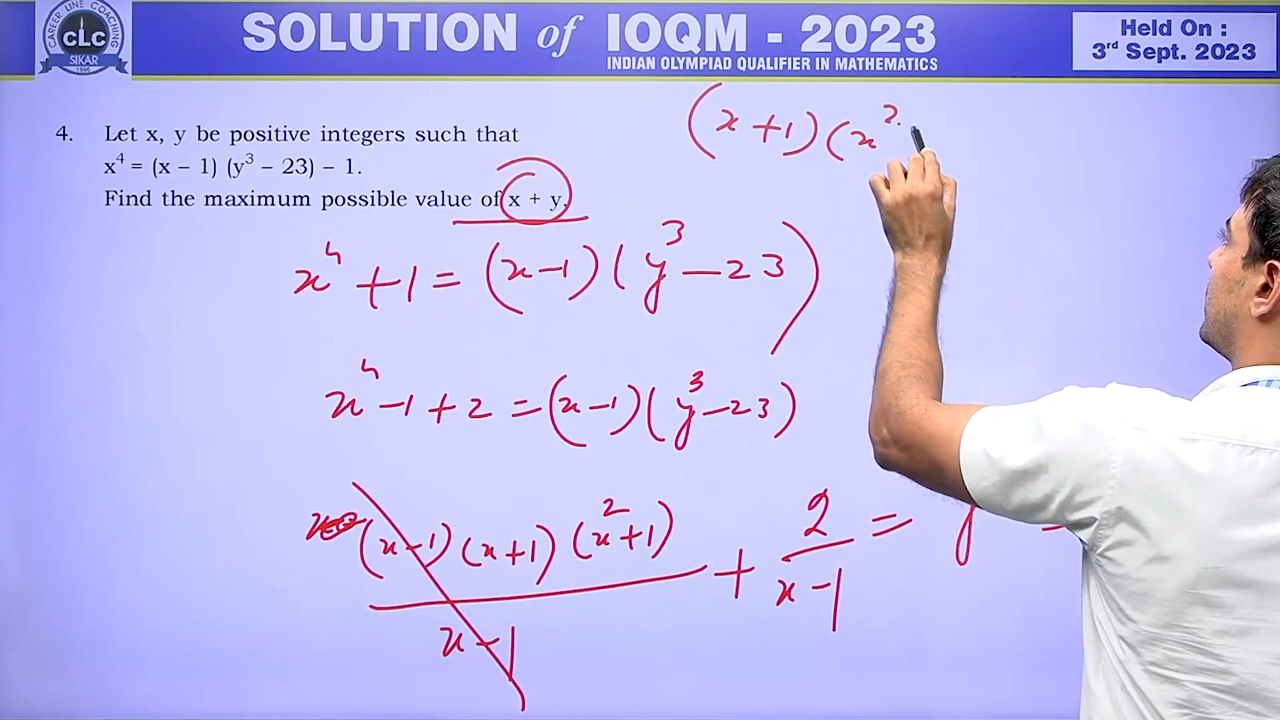 CAREER LINE COACHING
CLC
SIKAR
1996
SOLUTION of IOQM - 2023
INDIAN OLYMPIAD QUALIFIER IN MATHEMATICS
Held On :
3rd Sept. 2023
4. Let x, y be positive integers such that
x⁴ = (x – 1) (y³ – 23) – 1.
Find the maximum possible value of x + y.
(x+1)(x²
x⁴ + 1 = (x-1)(y³ - 23)
x⁴ - 1 + 2 = (x-1)(y³ - 23)
(x-1)(x+1)(x²+1) / x-1 + 2 / x-1 = y